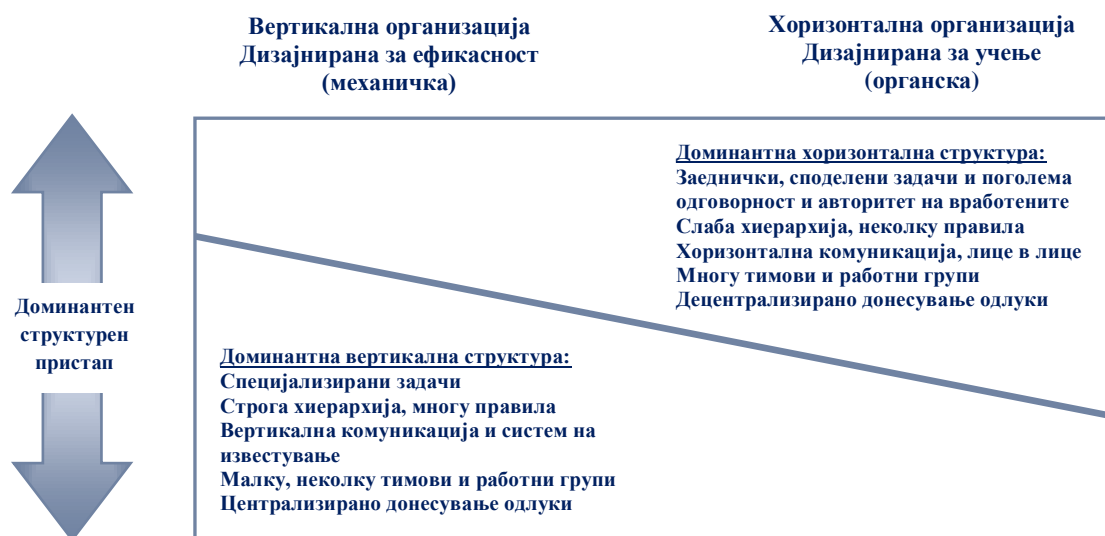 Вертикална организација
Дизајнирана за ефикасност
(механичка)
Хоризонтална организација
Дизајнирана за учење
(органска)
Доминантен
структурен
пристап
Доминантна хоризонтална структура:
Заеднички, споделени задачи и поголема
одговорност и авторитет на вработените
Слаба хиерархија, неколку правила
Хоризонтална комуникација, лице в лице
Многу тимови и работни групи
Децентрализирано донесување одлуки
Доминантна вертикална структура:
Специјализирани задачи
Строга хиерархија, многу правила
Вертикална комуникација и систем на
известување
Малку, неколку тимови и работни групи
Централизирано донесување одлуки